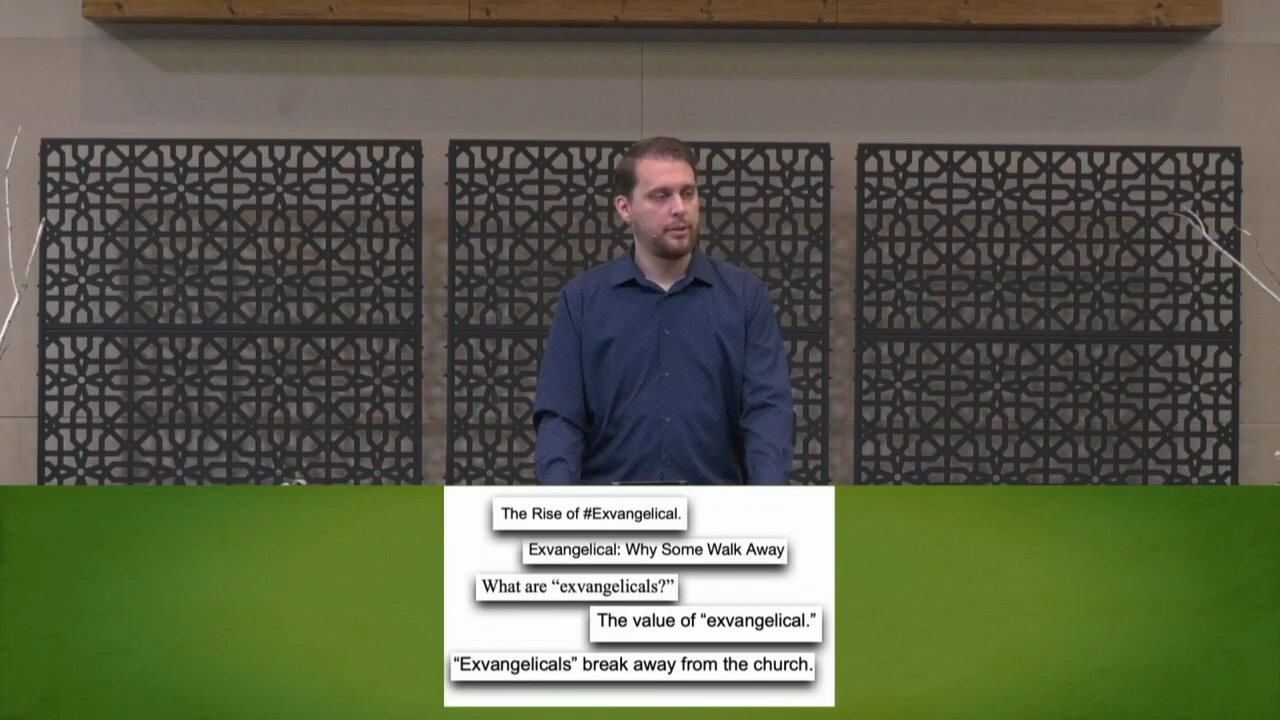 The Rise of #Exvangelical.
Exvangelical: Why Some Walk Away
What are “exvangelicals?”
The value of “exvangelical.”
“Exvangelicals” break away from the church.